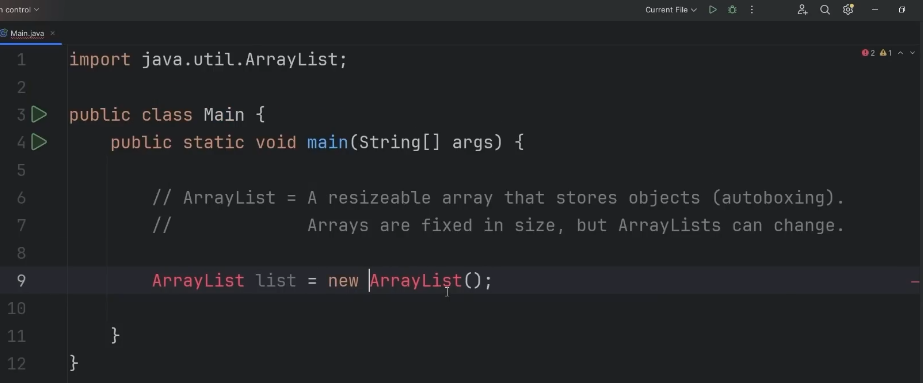 n control
Current File
Main.java
2 1
1 import java.util.ArrayList;
2
3 public class Main {
4 public static void main(String[] args) {
5
6 // ArrayList = A resizeable array that stores objects (autoboxing).
7 // Arrays are fixed in size, but ArrayLists can change.
8
9 ArrayList list = new ArrayList();
10
11 }
12 }